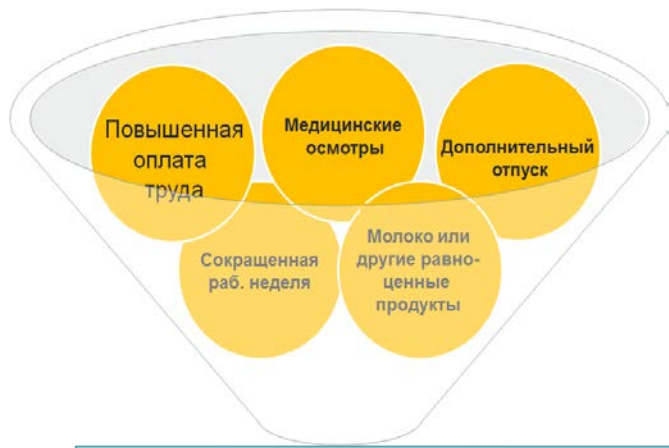 Повышенная
оплата
труда
Медицинские
осмотры
Дополнительный
отпуск
Сокращенная
раб. неделя
Молоко или
другие равно-
ценные
продукты